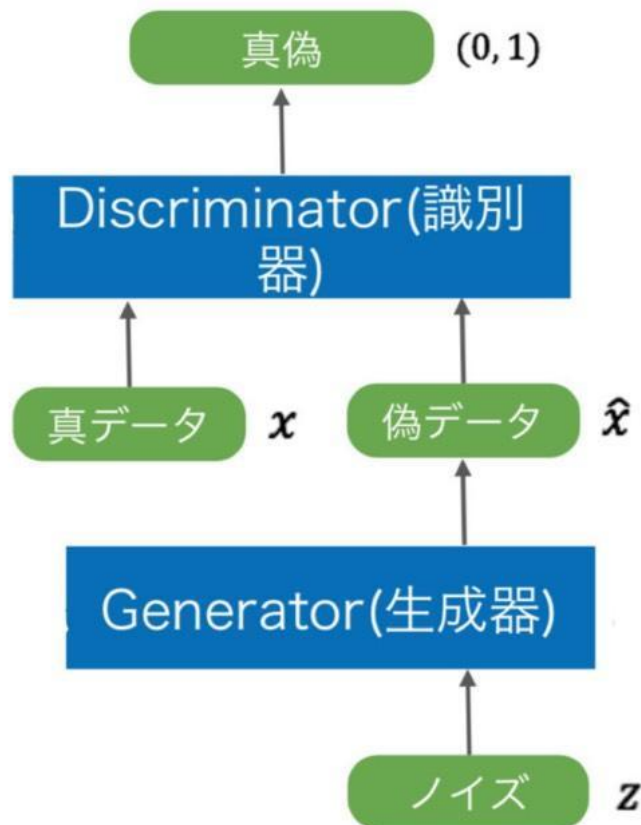 真偽 (0, 1)
Discriminator(識別
器)
真データ x 偽データ x̂
Generator(生成器)
ノイズ z